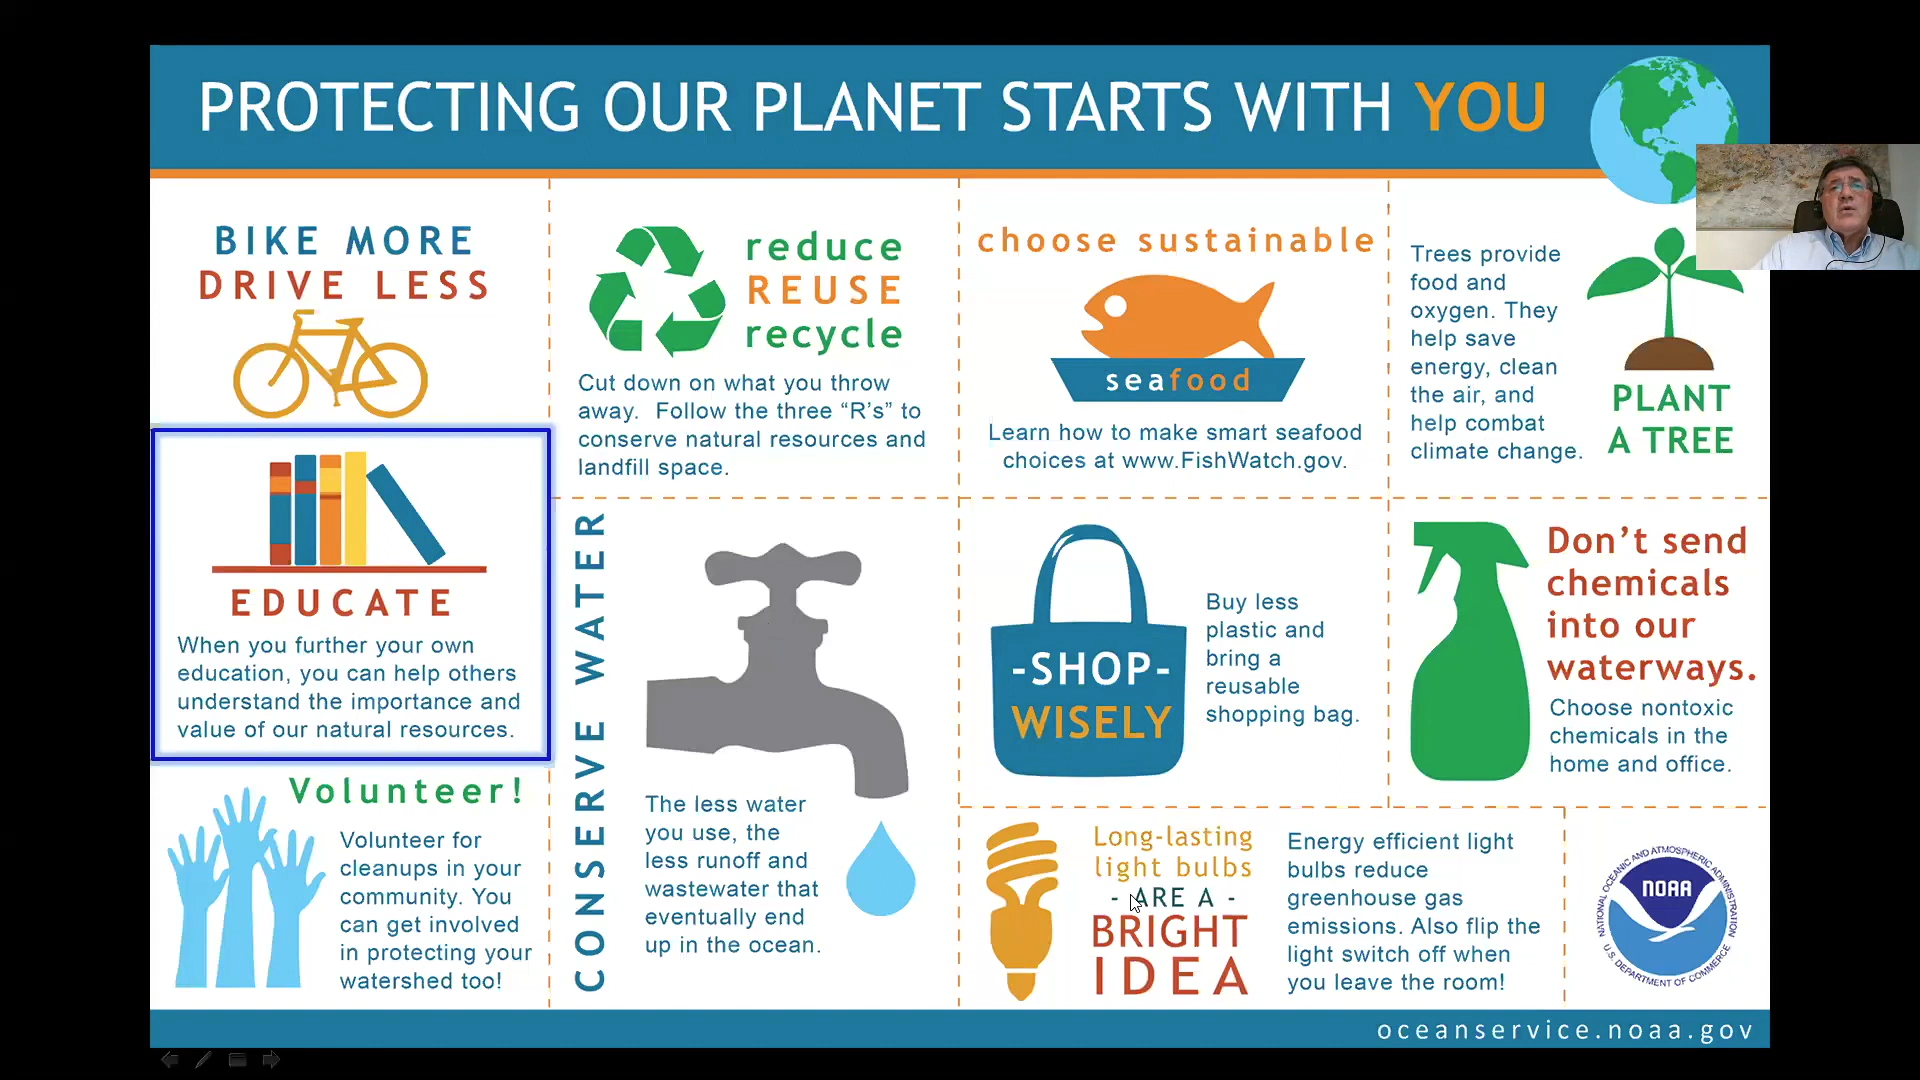 PROTECTING OUR PLANET STARTS WITH YOU
BIKE MORE
DRIVE LESS
reduce
REUSE
recycle
Cut down on what you throw
away. Follow the three “R’s” to
conserve natural resources and
landfill space.
choose sustainable
seafood
Learn how to make smart seafood
choices at www.FishWatch.gov.
Trees provide
food and
oxygen. They
help save
energy, clean
the air, and
help combat
climate change.
PLANT
A TREE
EDUCATE
When you further your own
education, you can help others
understand the importance and
value of our natural resources.
CONSERVE WATER
The less water
you use, the
less runoff and
wastewater that
eventually end
up in the ocean.
-SHOP-
WISELY
Buy less
plastic and
bring a
reusable
shopping bag.
Don’t send
chemicals
into our
waterways.
Choose nontoxic
chemicals in the
home and office.
Volunteer!
Volunteer for
cleanups in your
community. You
can get involved
in protecting your
watershed too!
Long-lasting
light bulbs
- ARE A -
BRIGHT
IDEA
Energy efficient light
bulbs reduce
greenhouse gas
emissions. Also flip the
light switch off when
you leave the room!
NATIONAL OCEANIC AND ATMOSPHERIC ADMINISTRATION
NOAA
U.S. DEPARTMENT OF COMMERCE
oceanservice.noaa.gov